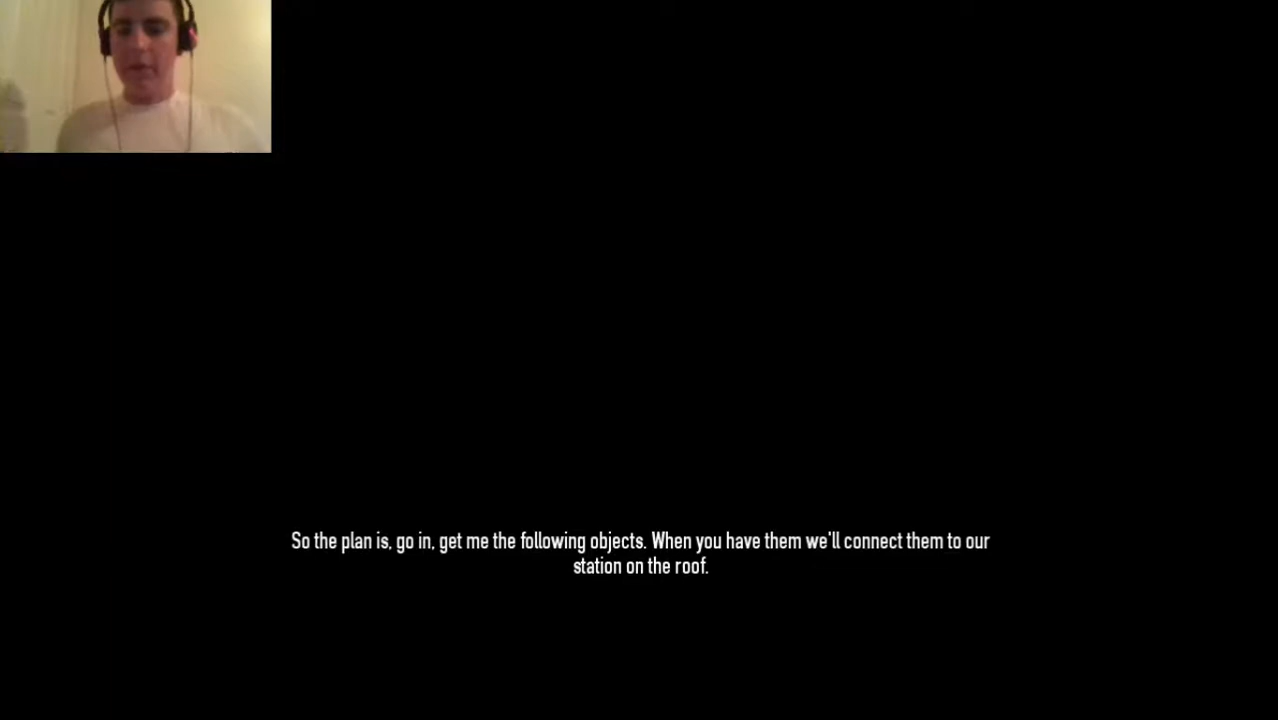 So the plan is, go in, get me the following objects. When you have them we'll connect them to our
station on the roof.